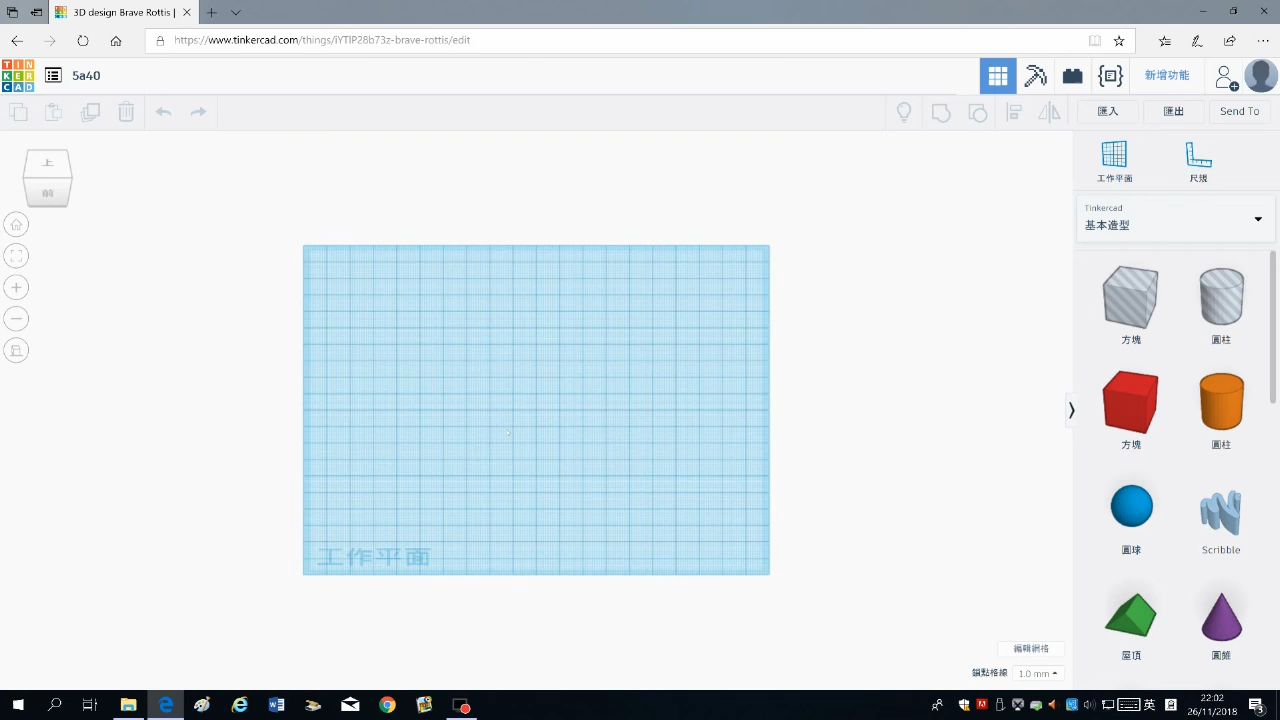 3D design Brave Rottis |
https://www.tinkercad.com/things/iYTlP28b73z-brave-rottis/edit
TIN
KER
CAD
5a40
新增功能
匯入
匯出
Send To
上
前
工作平面
尺規
Tinkercad
基本造型
方塊
圓柱
方塊
圓柱
圓球
Scribble
屋頂
圓錐
工作平面
編輯網格
鎖點格線
1.0 mm
英
22:02
26/11/2018